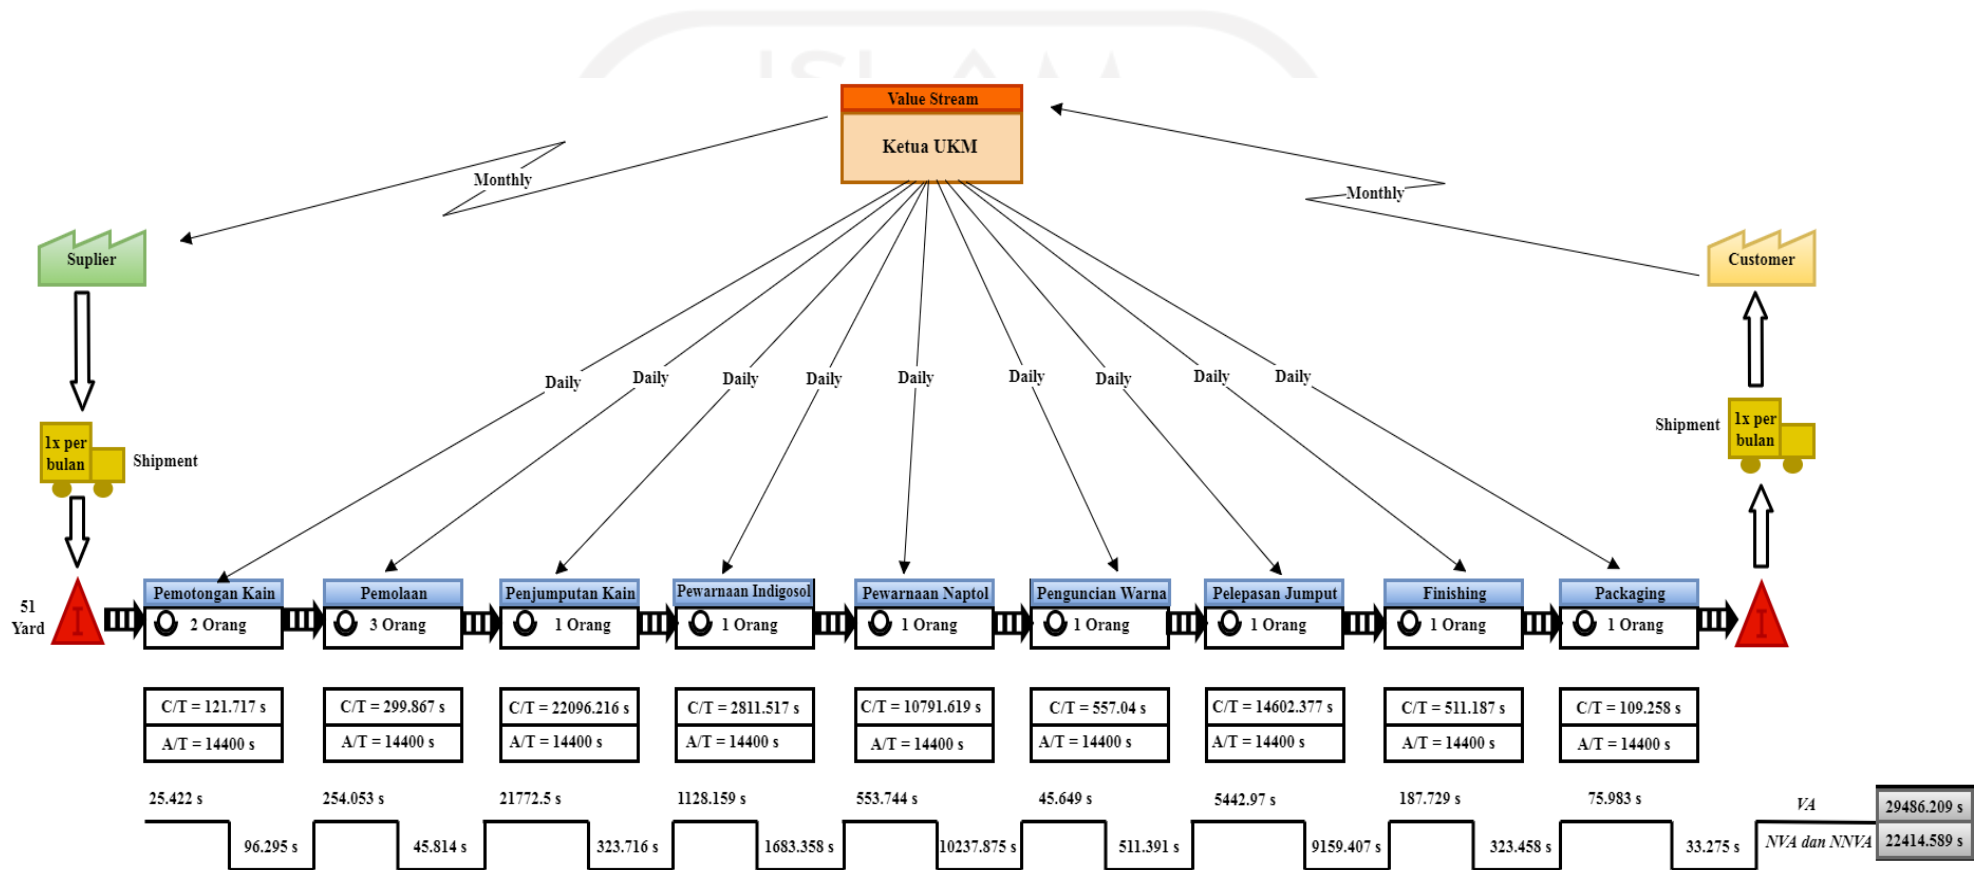 ISLAM
Value Stream
Ketua UKM
Monthly
Monthly
Suplier
Customer
Daily
Daily
Daily
Daily
Daily
Daily
Daily
Daily
Daily
1x per
bulan
Shipment
Shipment
1x per
bulan
51
Yard
I
Pemotongan Kain
2 Orang
Pemolaan
3 Orang
Penjumputan Kain
1 Orang
Pewarnaan Indigosol
1 Orang
Pewarnaan Naptol
1 Orang
Penguncian Warna
1 Orang
Pelepasan Jumput
1 Orang
Finishing
1 Orang
Packaging
1 Orang
I
C/T = 121.717 s
A/T = 14400 s
C/T = 299.867 s
A/T = 14400 s
C/T = 22096.216 s
A/T = 14400 s
C/T = 2811.517 s
A/T = 14400 s
C/T = 10791.619 s
A/T = 14400 s
C/T = 557.04 s
A/T = 14400 s
C/T = 14602.377 s
A/T = 14400 s
C/T = 511.187 s
A/T = 14400 s
C/T = 109.258 s
A/T = 14400 s
25.422 s
254.053 s
21772.5 s
1128.159 s
553.744 s
45.649 s
5442.97 s
187.729 s
75.983 s
VA
29486.209 s
96.295 s
45.814 s
323.716 s
1683.358 s
10237.875 s
511.391 s
9159.407 s
323.458 s
33.275 s
NVA dan NNVA
22414.589 s